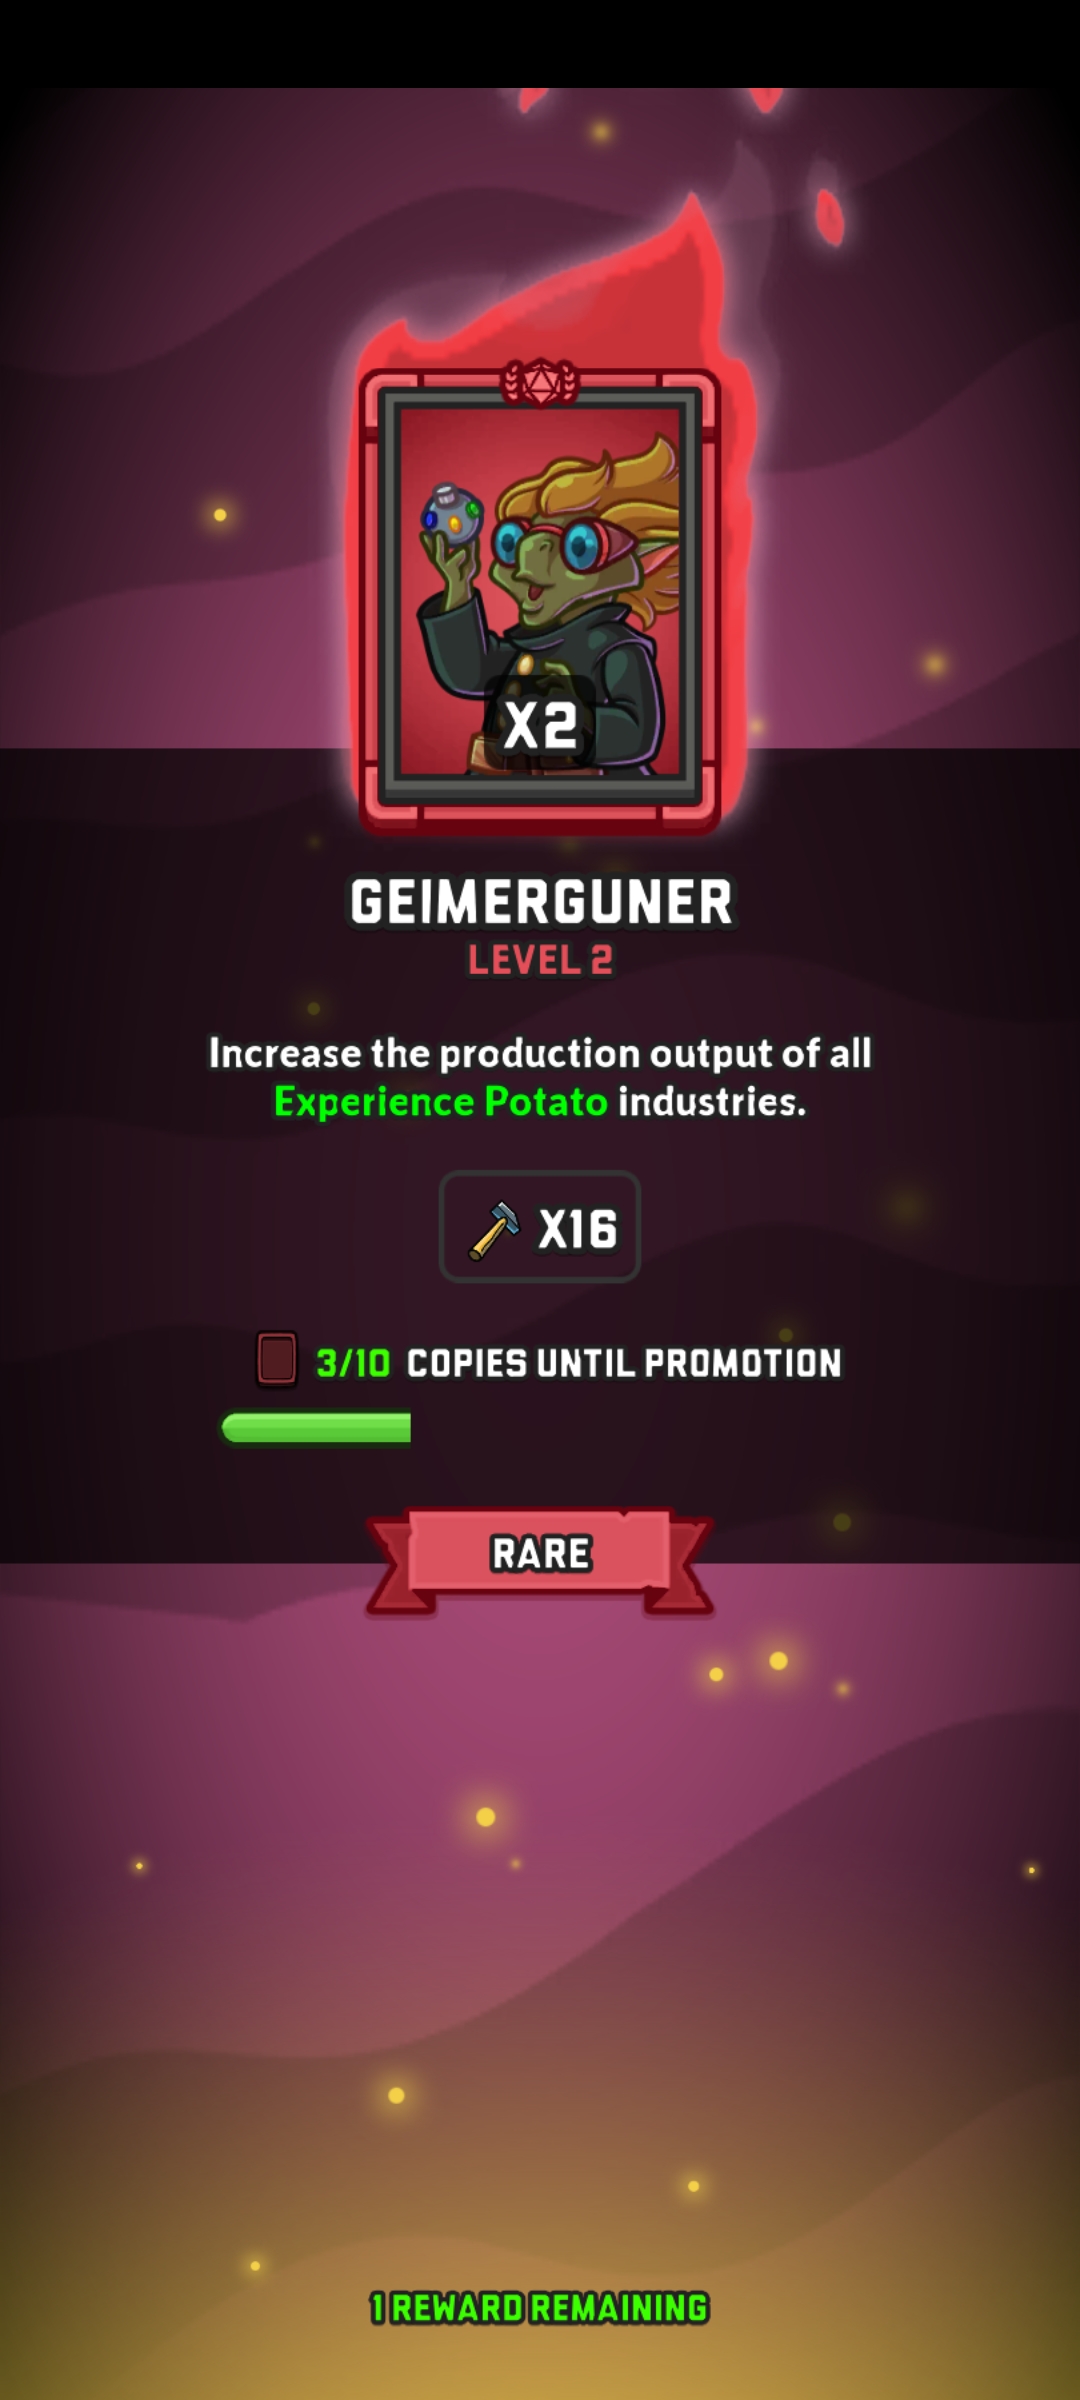 X2
GEIMERGUNER
LEVEL 2
Increase the production output of all
Experience Potato industries.
X16
3/10 COPIES UNTIL PROMOTION
RARE
1 REWARD REMAINING